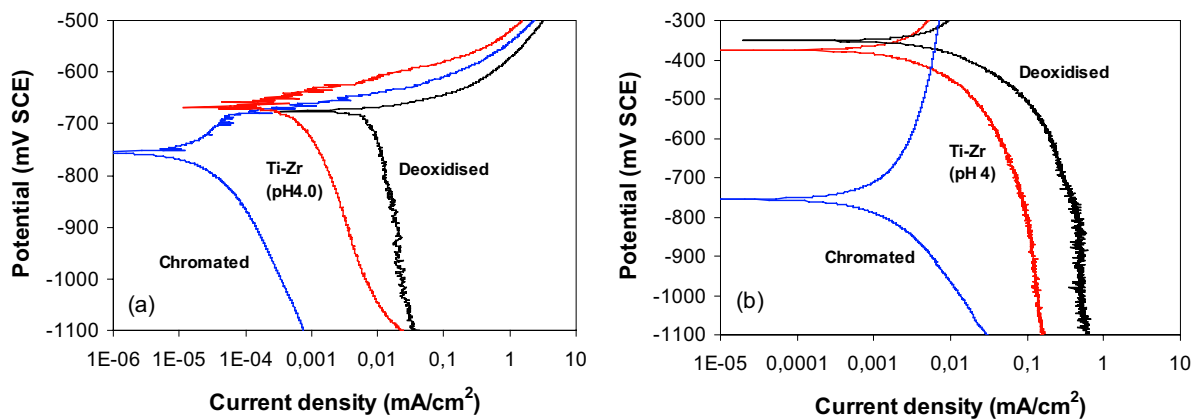 -500
-600
-700
-800
-900
-1000
-1100
Potential (mV SCE)
Ti-Zr
(pH4.0)
Deoxidised
Chromated
(a)
1E-06 1E-05 1E-04 0,001 0,01 0,1 1 10
Current density (mA/cm²)
-300
-400
-500
-600
-700
-800
-900
-1000
-1100
Potential (mV SCE)
Deoxidised
Ti-Zr
(pH 4)
Chromated
(b)
1E-05 0,0001 0,001 0,01 0,1 1 10
Current density (mA/cm²)